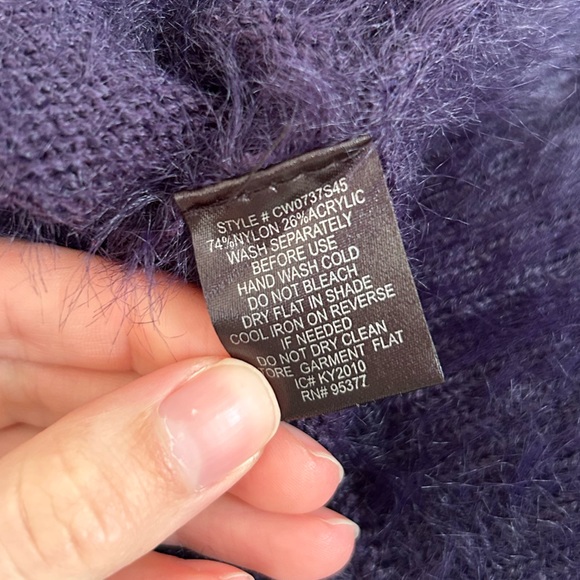 STYLE # CW0737S45
74%NYLON 26%ACRYLIC
WASH SEPARATELY
BEFORE USE
HAND WASH COLD
DO NOT BLEACH
DRY FLAT IN SHADE
COOL IRON ON REVERSE
IF NEEDED
DO NOT DRY CLEAN
GARMENT FLAT
IC# KY2010
RN# 95377